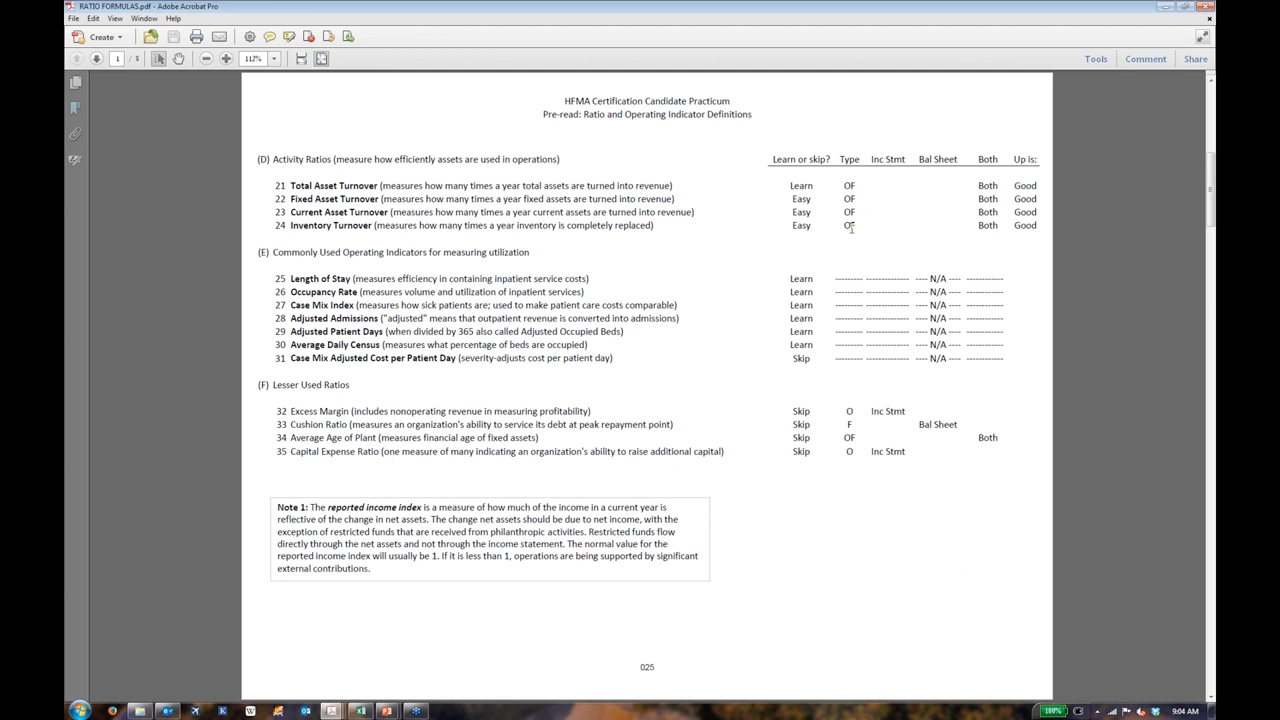 RATIO FORMULAS.pdf - Adobe Acrobat Pro
File Edit View Window Help
Create
1 / 8 112% Tools Comment Share
HFMA Certification Candidate Practicum
Pre-read: Ratio and Operating Indicator Definitions
(D) Activity Ratios (measure how efficiently assets are used in operations) Learn or skip? Type Inc Stmt Bal Sheet Both Up is:
21 Total Asset Turnover (measures how many times a year total assets are turned into revenue) Learn OF Both Good
22 Fixed Asset Turnover (measures how many times a year fixed assets are turned into revenue) Easy OF Both Good
23 Current Asset Turnover (measures how many times a year current assets are turned into revenue) Easy OF Both Good
24 Inventory Turnover (measures how many times a year inventory is completely replaced) Easy OF Both Good
(E) Commonly Used Operating Indicators for measuring utilization
25 Length of Stay (measures efficiency in containing inpatient service costs) Learn --------- ------------- ---- N/A ---- ------------
26 Occupancy Rate (measures volume and utilization of inpatient services) Learn --------- ------------- ---- N/A ---- ------------
27 Case Mix Index (measures how sick patients are; used to make patient care costs comparable) Learn --------- ------------- ---- N/A ---- ------------
28 Adjusted Admissions ("adjusted" means that outpatient revenue is converted into admissions) Learn --------- ------------- ---- N/A ---- ------------
29 Adjusted Patient Days (when divided by 365 also called Adjusted Occupied Beds) Learn --------- ------------- ---- N/A ---- ------------
30 Average Daily Census (measures what percentage of beds are occupied) Learn --------- ------------- ---- N/A ---- ------------
31 Case Mix Adjusted Cost per Patient Day (severity-adjusts cost per patient day) Skip --------- ------------- ---- N/A ---- ------------
(F) Lesser Used Ratios
32 Excess Margin (includes nonoperating revenue in measuring profitability) Skip O Inc Stmt
33 Cushion Ratio (measures an organization's ability to service its debt at peak repayment point) Skip F Bal Sheet
34 Average Age of Plant (measures financial age of fixed assets) Skip OF Both
35 Capital Expense Ratio (one measure of many indicating an organization's ability to raise additional capital) Skip O Inc Stmt
Note 1: The reported income index is a measure of how much of the income in a current year is
reflective of the change in net assets. The change net assets should be due to net income, with the
exception of restricted funds that are received from philanthropic activities. Restricted funds flow
directly through the net assets and not through the income statement. The normal value for the
reported income index will usually be 1. If it is less than 1, operations are being supported by significant
external contributions.
025
100% 9:04 AM